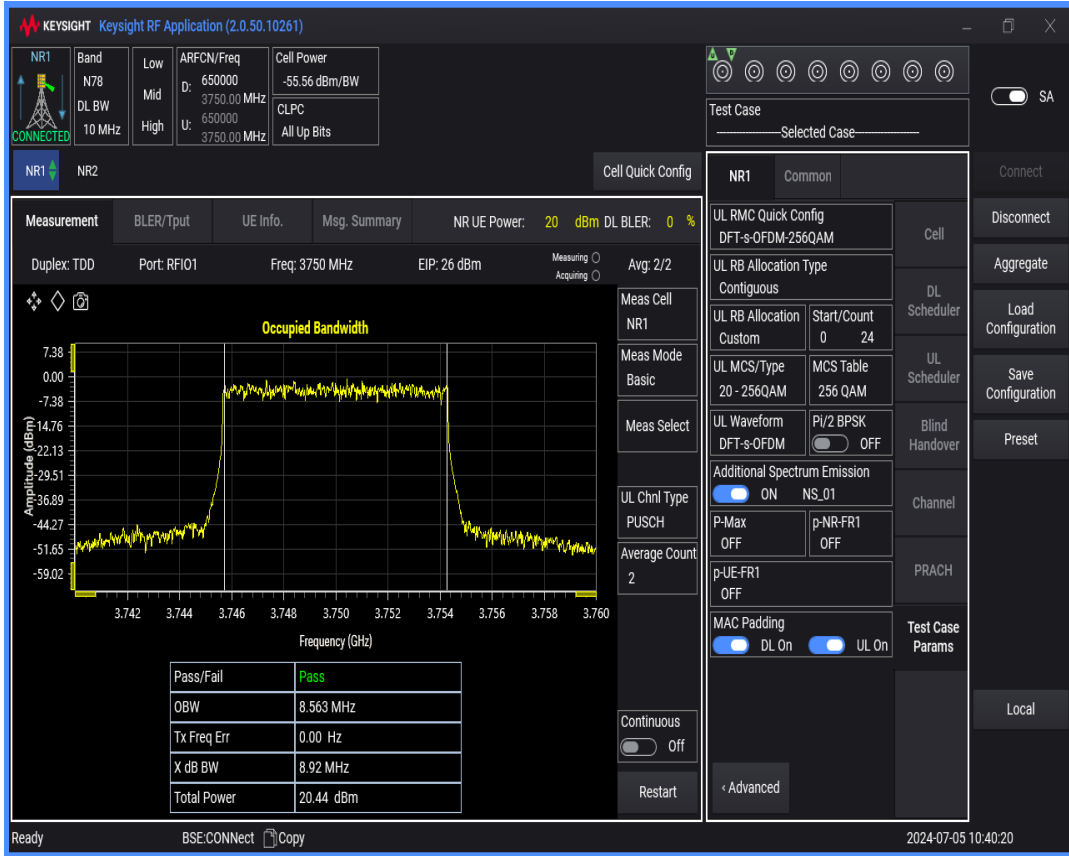 KEYSIGHT Keysight RF Application (2.0.50.10261)
NR1
CONNECTED
Band
N78
DL BW
10 MHz
Low
Mid
High
ARFCN/Freq
D: 650000
3750.00 MHz
U: 650000
3750.00 MHz
Cell Power
-55.56 dBm/BW
CLPC
All Up Bits
U D
Test Case
Selected Case
SA
NR1 NR2 Cell Quick Config
Measurement BLER/Tput UE Info. Msg. Summary NR UE Power: 20 dBm DL BLER: 0 %
Duplex: TDD Port: RFIO1 Freq: 3750 MHz EIP: 26 dBm Measuring Acquiring Avg: 2/2
Occupied Bandwidth
Amplitude (dBm)
7.38
0.00
-7.38
-14.76
-22.13
-29.51
-36.89
-44.27
-51.65
-59.02
3.742 3.744 3.746 3.748 3.750 3.752 3.754 3.756 3.758 3.760
Frequency (GHz)
Pass/Fail Pass
OBW 8.563 MHz
Tx Freq Err 0.00 Hz
X dB BW 8.92 MHz
Total Power 20.44 dBm
Meas Cell
NR1
Meas Mode
Basic
Meas Select
UL Chnl Type
PUSCH
Average Count
2
Continuous
Off
Restart
NR1 Common
UL RMC Quick Config
DFT-s-OFDM-256QAM
UL RB Allocation Type
Contiguous
UL RB Allocation
Custom
Start/Count
0 24
UL MCS/Type
20 - 256QAM
MCS Table
256 QAM
UL Waveform
DFT-s-OFDM
Pi/2 BPSK
OFF
Additional Spectrum Emission
ON NS_01
P-Max
OFF
p-NR-FR1
OFF
p-UE-FR1
OFF
MAC Padding
DL On UL On
‹ Advanced
Cell
DL
Scheduler
UL
Scheduler
Blind
Handover
Channel
PRACH
Test Case
Params
Connect
Disconnect
Aggregate
Load
Configuration
Save
Configuration
Preset
Local
Ready BSE:CONNect Copy 2024-07-05 10:40:20